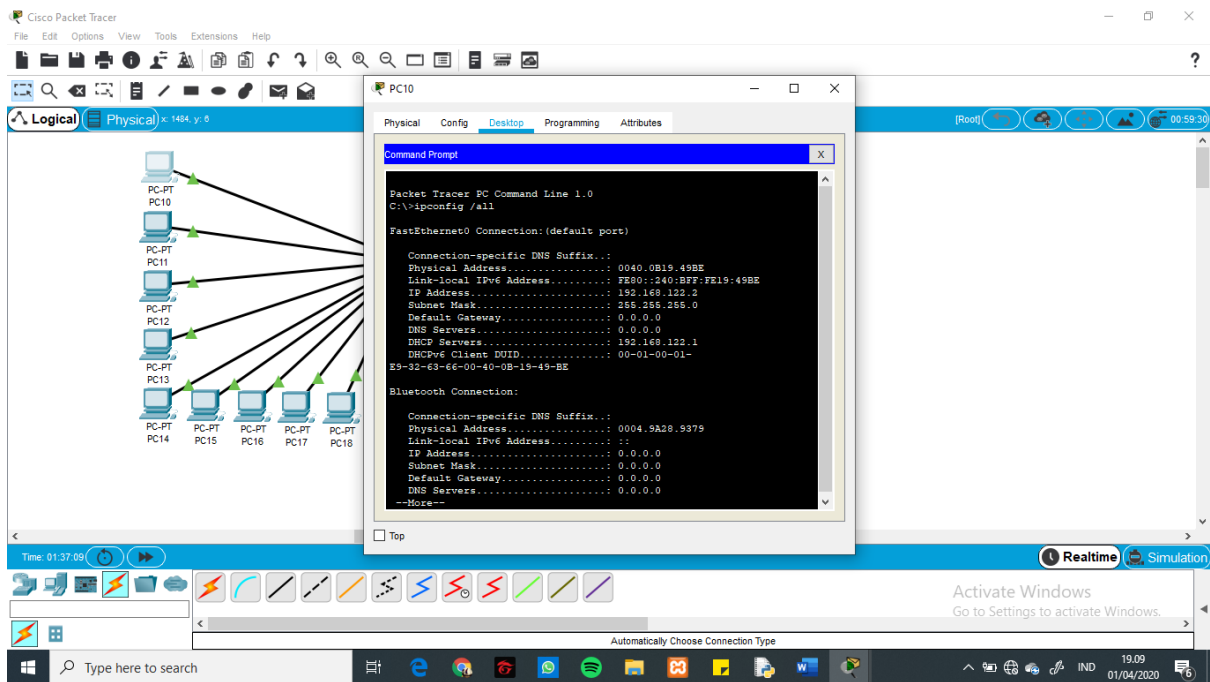 Cisco Packet Tracer
File Edit Options View Tools Extensions Help
?
Logical Physical x: 1484, y: 6
[Root] 00:59:30
PC-PT
PC10
PC-PT
PC11
PC-PT
PC12
PC-PT
PC13
PC-PT
PC14
PC-PT
PC15
PC-PT
PC16
PC-PT
PC17
PC-PT
PC18
PC10
Physical Config Desktop Programming Attributes
Command Prompt
X
Packet Tracer PC Command Line 1.0
C:\>ipconfig /all
FastEthernet0 Connection:(default port)
Connection-specific DNS Suffix..:
Physical Address................: 0040.0B19.49BE
Link-local IPv6 Address.........: FE80::240:BFF:FE19:49BE
IP Address......................: 192.168.122.2
Subnet Mask.....................: 255.255.255.0
Default Gateway.................: 0.0.0.0
DNS Servers.....................: 0.0.0.0
DHCP Servers....................: 192.168.122.1
DHCPv6 Client DUID..............: 00-01-00-01-
E9-32-63-66-00-40-0B-19-49-BE
Bluetooth Connection:
Connection-specific DNS Suffix..:
Physical Address................: 0004.9A28.9379
Link-local IPv6 Address.........: ::
IP Address......................: 0.0.0.0
Subnet Mask.....................: 0.0.0.0
Default Gateway.................: 0.0.0.0
DNS Servers.....................: 0.0.0.0
--More--
Top
Time: 01:37:09
Realtime Simulation
Automatically Choose Connection Type
Activate Windows
Go to Settings to activate Windows.
Type here to search
IND
19.09
01/04/2020
6